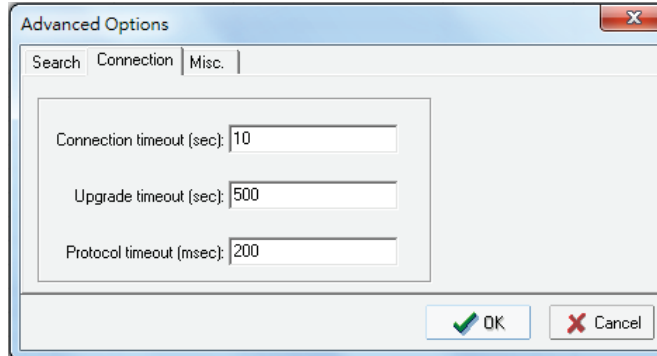 Advanced Options
Search Connection Misc.
Connection timeout (sec): 10
Upgrade timeout (sec): 500
Protocol timeout (msec): 200
OK Cancel